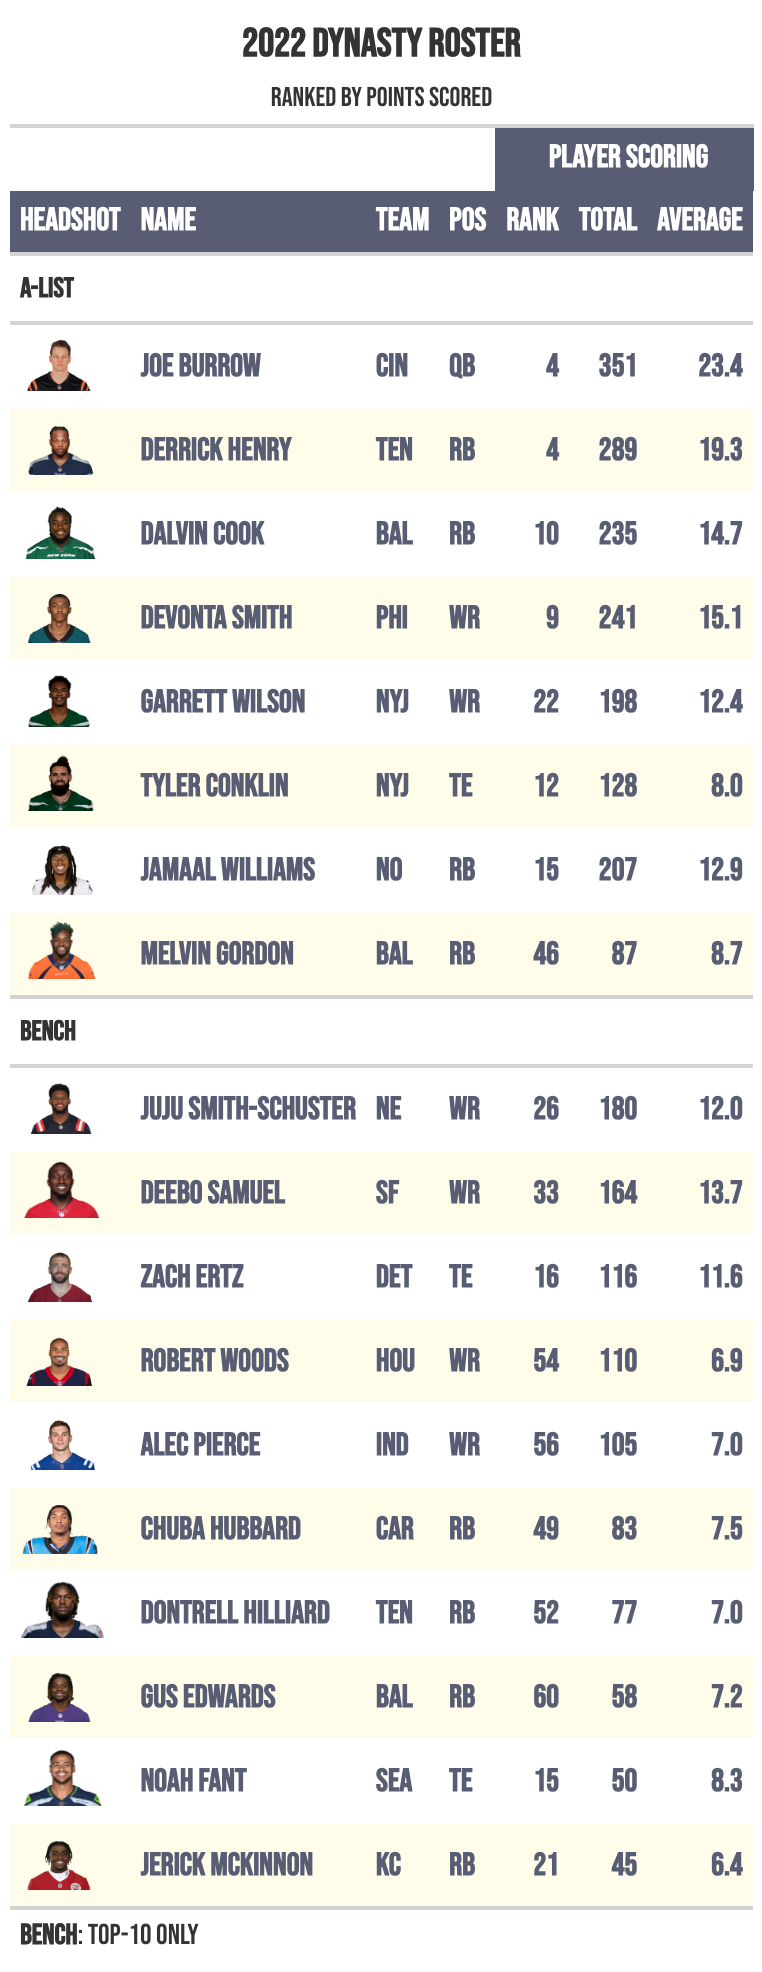 2022 DYNASTY ROSTER
RANKED BY POINTS SCORED
PLAYER SCORING
HEADSHOT NAME TEAM POS RANK TOTAL AVERAGE
A-LIST
JOE BURROW CIN QB 4 351 23.4
DERRICK HENRY TEN RB 4 289 19.3
DALVIN COOK BAL RB 10 235 14.7
DEVONTA SMITH PHI WR 9 241 15.1
GARRETT WILSON NYJ WR 22 198 12.4
TYLER CONKLIN NYJ TE 12 128 8.0
JAMAAL WILLIAMS NO RB 15 207 12.9
MELVIN GORDON BAL RB 46 87 8.7
BENCH
JUJU SMITH-SCHUSTER NE WR 26 180 12.0
DEEBO SAMUEL SF WR 33 164 13.7
ZACH ERTZ DET TE 16 116 11.6
ROBERT WOODS HOU WR 54 110 6.9
ALEC PIERCE IND WR 56 105 7.0
CHUBA HUBBARD CAR RB 49 83 7.5
DONTRELL HILLIARD TEN RB 52 77 7.0
GUS EDWARDS BAL RB 60 58 7.2
NOAH FANT SEA TE 15 50 8.3
JERICK MCKINNON KC RB 21 45 6.4
BENCH: TOP-10 ONLY